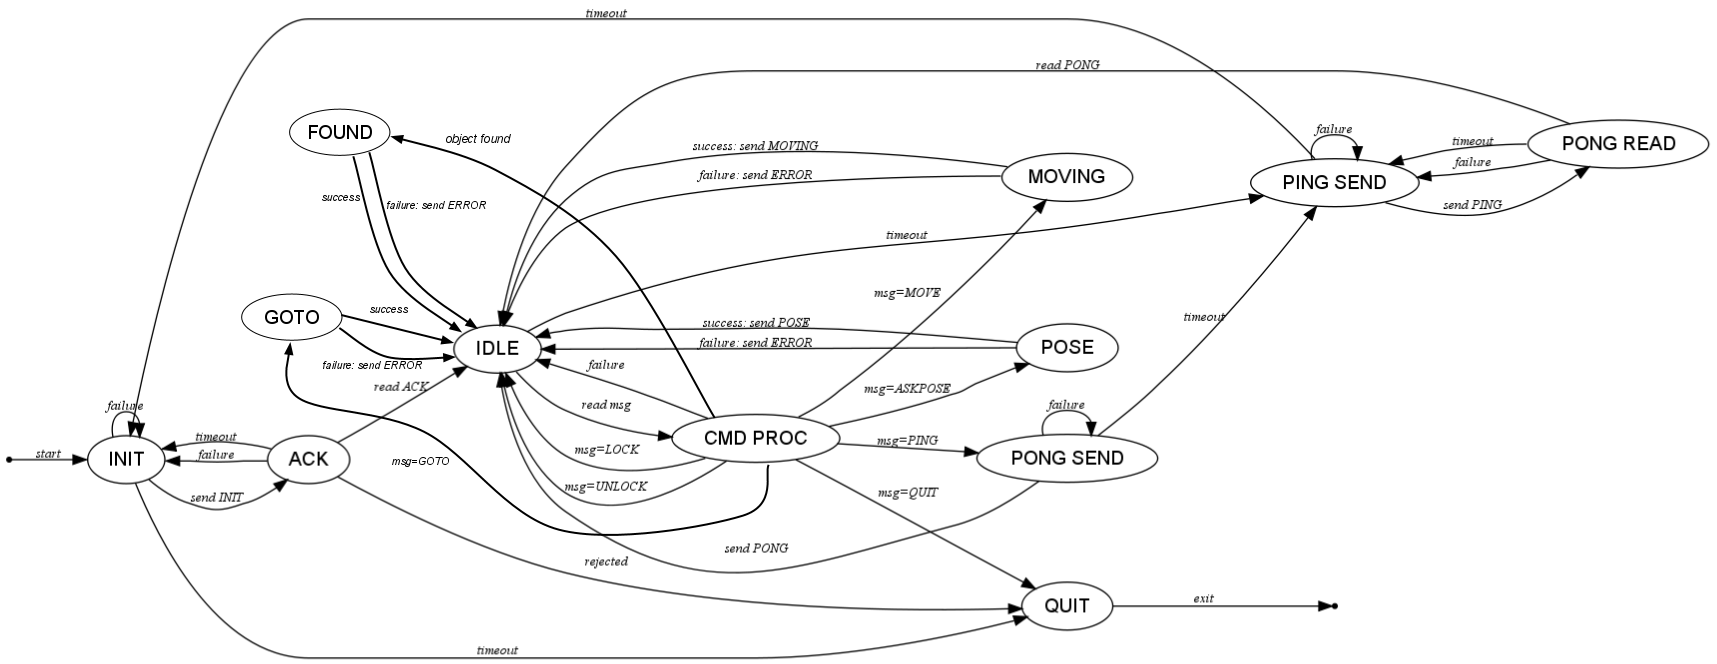 timeout
read PONG
FOUND
object found
failure
timeout
PONG READ
success: send MOVING
failure
MOVING
PING SEND
failure: send ERROR
success
failure: send ERROR
send PING
timeout
msg=MOVE
GOTO
success
timeout
success: send POSE
IDLE
failure: send ERROR
POSE
failure: send ERROR
failure
read ACK
msg=ASKPOSE
failure
read msg
failure
timeout
CMD PROC
msg=PING
start
INIT
failure
ACK
msg=GOTO
msg=LOCK
PONG SEND
send INIT
msg=UNLOCK
msg=QUIT
send PONG
rejected
QUIT
exit
timeout